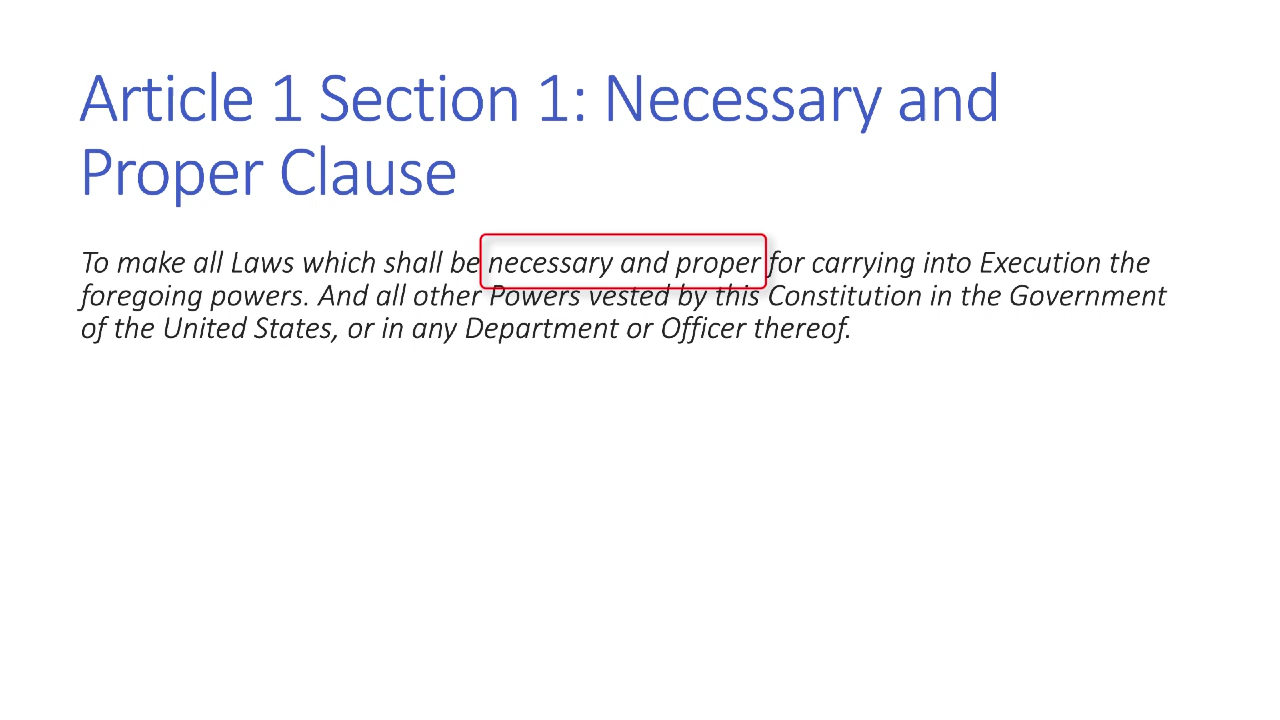 Article 1 Section 1: Necessary and
Proper Clause
To make all Laws which shall be necessary and proper for carrying into Execution the
foregoing powers. And all other Powers vested by this Constitution in the Government
of the United States, or in any Department or Officer thereof.